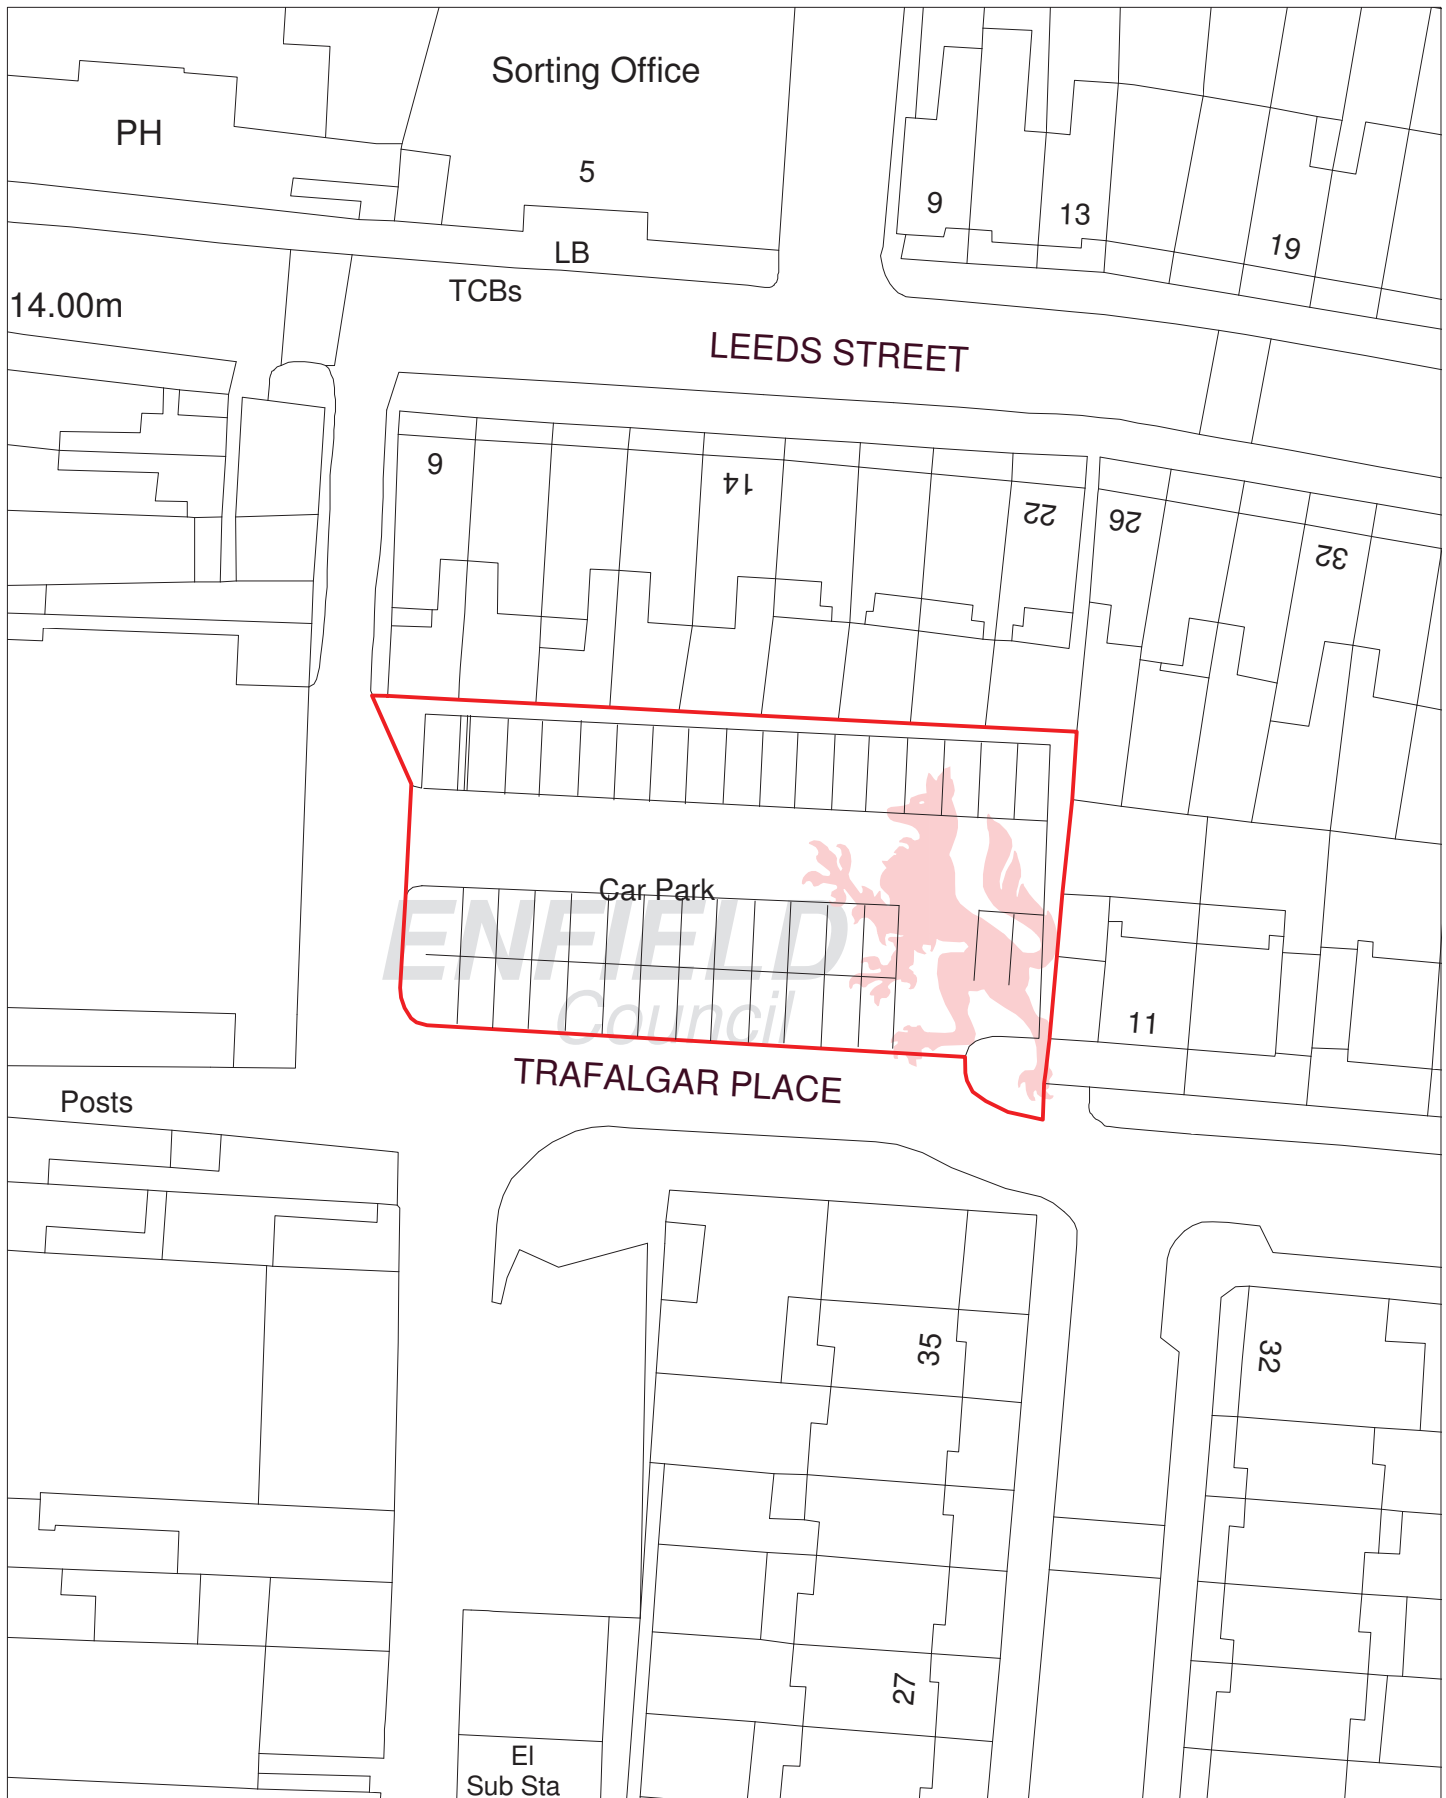 Sorting Office
PH
5
9
13
19
LB
TCBs
14.00m
LEEDS STREET
6
14
22
26
32
Car Park
ENFIELD
Council
11
TRAFALGAR PLACE
Posts
35
32
27
El
Sub Sta